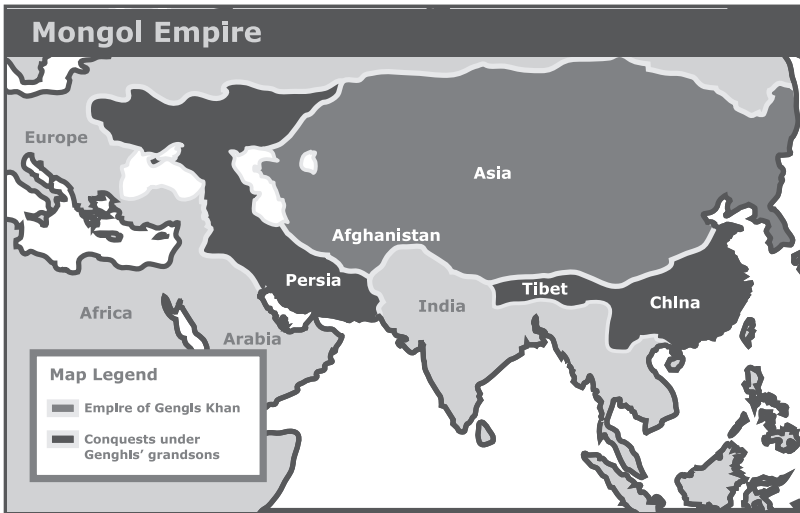 Mongol Empire
Europe
Asia
Afghanistan
Persia
Tibet
India
ChIna
Africa
Arabia
Map Legend
EmpIre of GengIs Khan
Conquests under
GenghIs’ grandsons